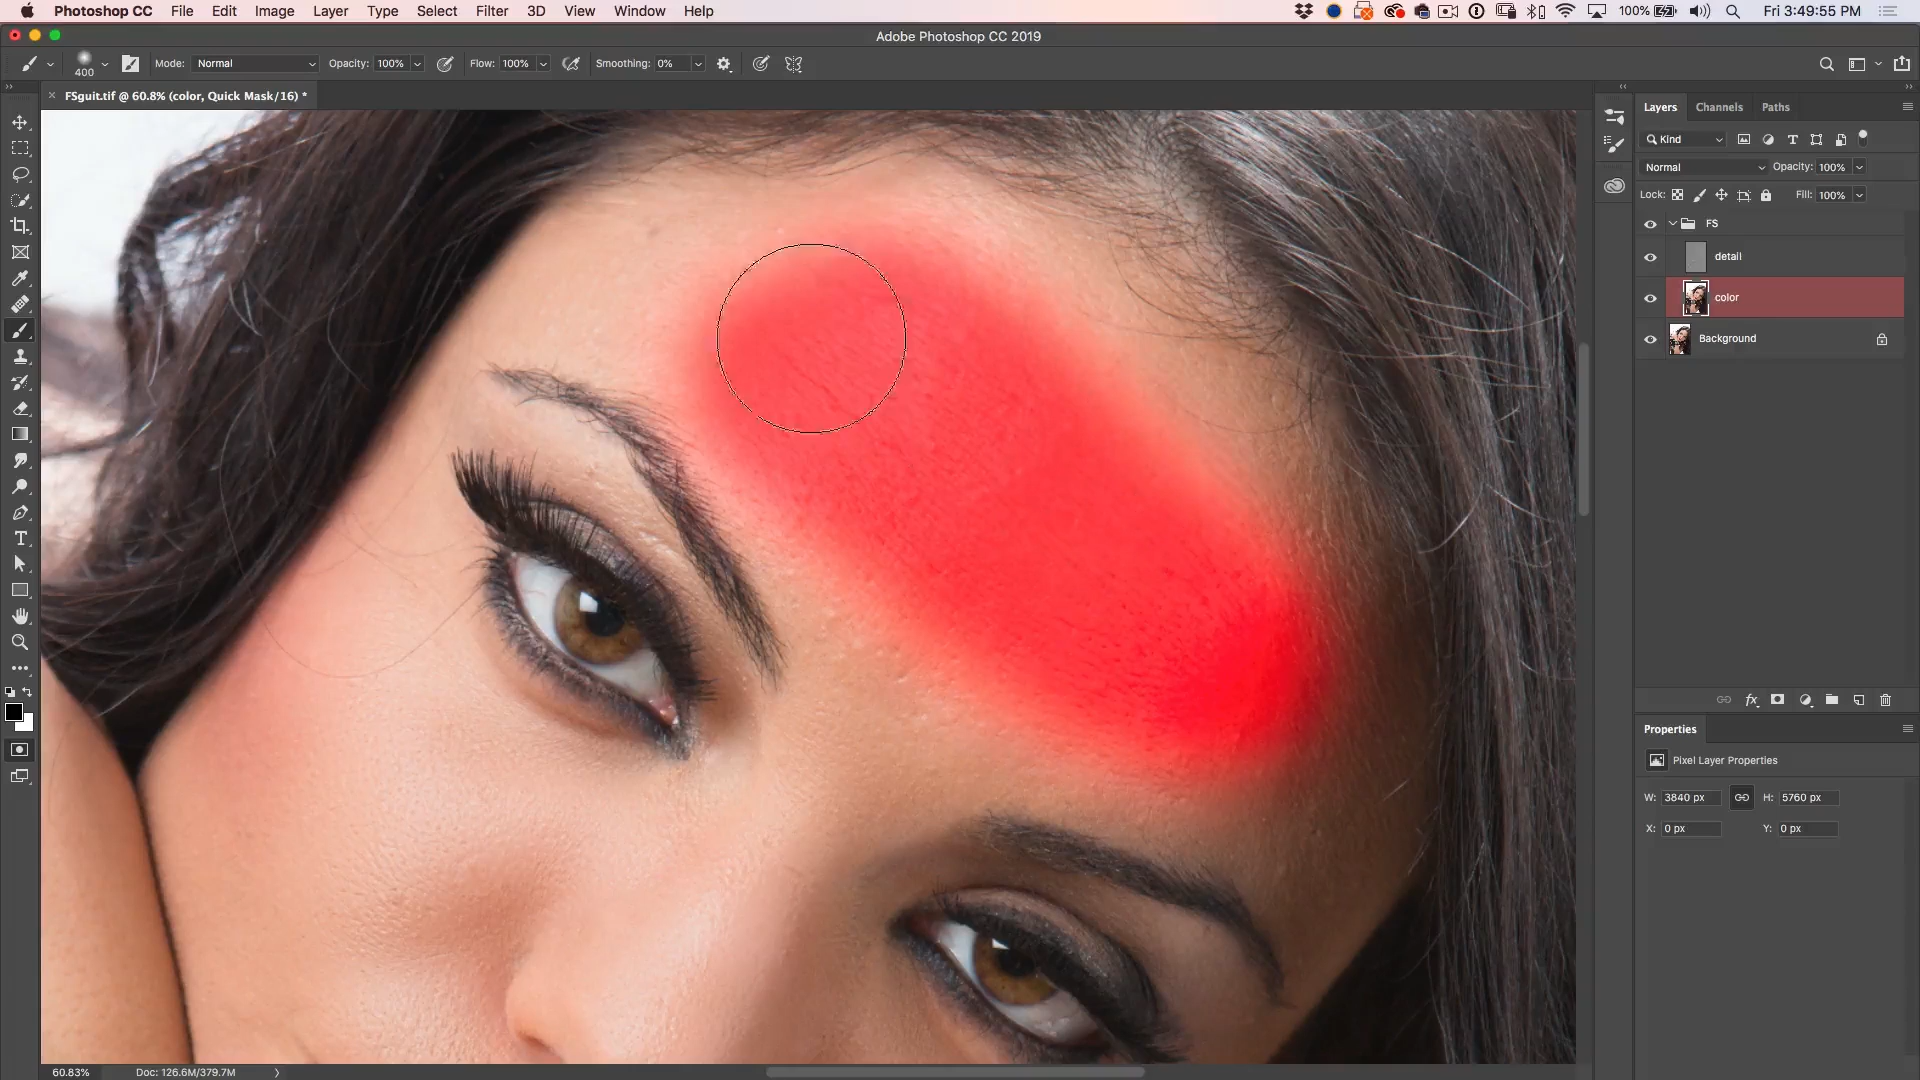 Photoshop CC File Edit Image Layer Type Select Filter 3D View Window Help 100% Fri 3:49:55 PM
Adobe Photoshop CC 2019
400 Mode: Normal Opacity: 100% Flow: 100% Smoothing: 0%
FSguit.tif @ 60.8% (color, Quick Mask/16) *
Layers Channels Paths
Kind
Normal Opacity: 100%
Lock: Fill: 100%
FS
detail
color
Background
Properties
Pixel Layer Properties
W: 3840 px H: 5760 px
X: 0 px Y: 0 px
60.83% Doc: 126.6M/379.7M